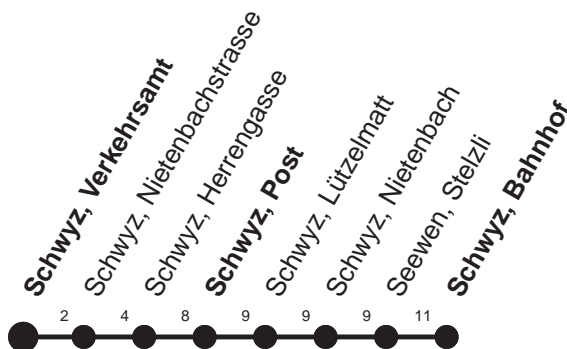 Schwyz, Verkehrsamt
Schwyz, Nietenbachstrasse
Schwyz, Herrengasse
Schwyz, Post
Schwyz, Lützelmatt
Schwyz, Nietenbach
Seewen, Stelzli
Schwyz, Bahnhof
2 4 8 9 9 9 11